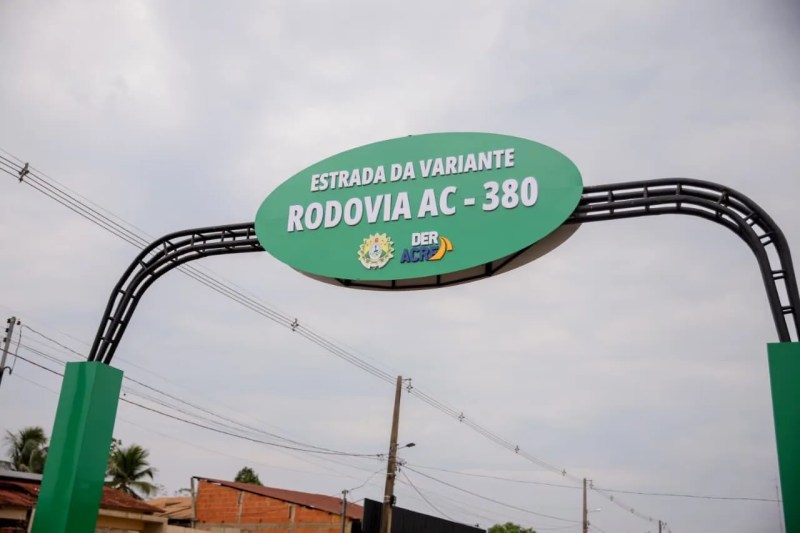 ESTRADA DA VARIANTE
RODOVIA AC - 380
DER
ACRE